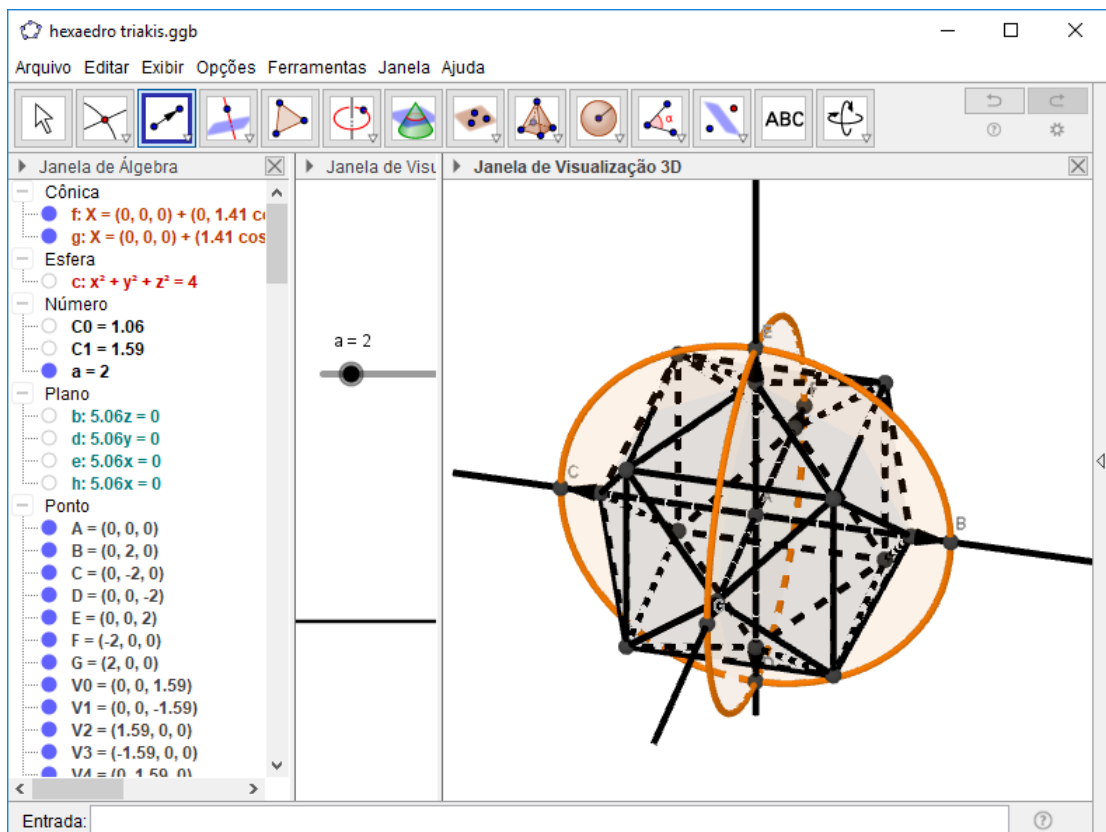 hexaedro triakis.ggb
Arquivo Editar Exibir Opções Ferramentas Janela Ajuda
ABC
Janela de Álgebra
Janela de Visu
Janela de Visualização 3D
Cônica
f: X = (0, 0, 0) + (0, 1.41 co
g: X = (0, 0, 0) + (1.41 cos
Esfera
c: x² + y² + z² = 4
Número
C0 = 1.06
C1 = 1.59
a = 2
Plano
b: 5.06z = 0
d: 5.06y = 0
e: 5.06x = 0
h: 5.06x = 0
Ponto
A = (0, 0, 0)
B = (0, 2, 0)
C = (0, -2, 0)
D = (0, 0, -2)
E = (0, 0, 2)
F = (-2, 0, 0)
G = (2, 0, 0)
V0 = (0, 0, 1.59)
V1 = (0, 0, -1.59)
V2 = (1.59, 0, 0)
V3 = (-1.59, 0, 0)
V4 = (0, 1.59, 0)
a = 2
E
C
A
B
G
D
Entrada: